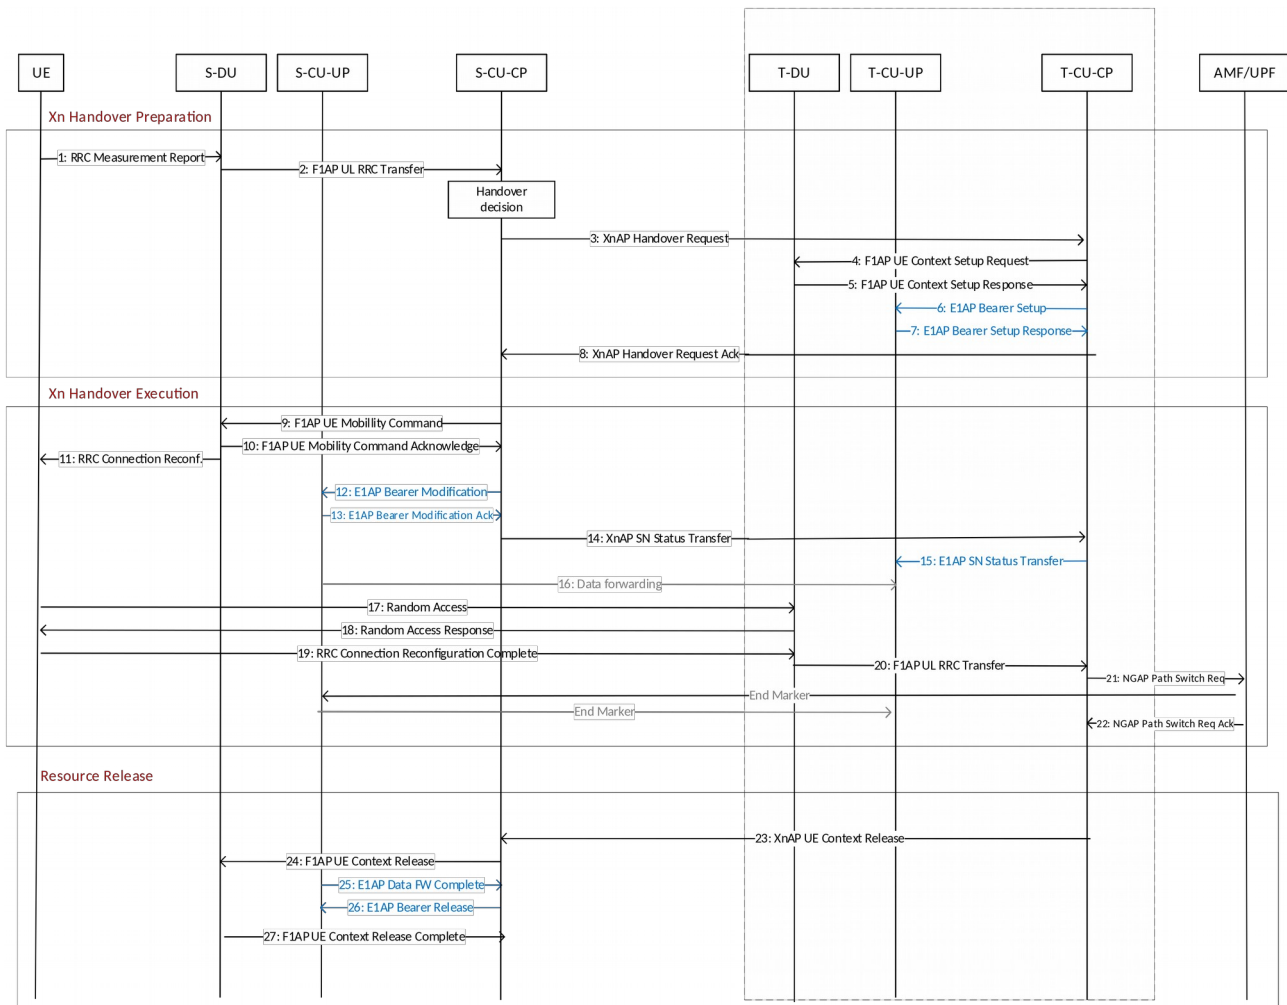 UE
S-DU
S-CU-UP
S-CU-CP
T-DU
T-CU-UP
T-CU-CP
AMF/UPF
Xn Handover Preparation
1: RRC Measurement Report
2: F1AP UL RRC Transfer
Handover
decision
3: XnAP Handover Request
4: F1AP UE Context Setup Request
5: F1AP UE Context Setup Response
6: E1AP Bearer Setup
7: E1AP Bearer Setup Response
8: XnAP Handover Request Ack
Xn Handover Execution
9: F1AP UE Mobillity Command
10: F1AP UE Mobility Command Acknowledge
11: RRC Connection Reconf.
12: E1AP Bearer Modification
13: E1AP Bearer Modification Ack
14: XnAP SN Status Transfer
15: E1AP SN Status Transfer
16: Data forwarding
17: Random Access
18: Random Access Response
19: RRC Connection Reconfiguration Complete
20: F1AP UL RRC Transfer
21: NGAP Path Switch Req
End Marker
End Marker
22: NGAP Path Switch Req Ack
Resource Release
23: XnAP UE Context Release
24: F1AP UE Context Release
25: E1AP Data FW Complete
26: E1AP Bearer Release
27: F1AP UE Context Release Complete